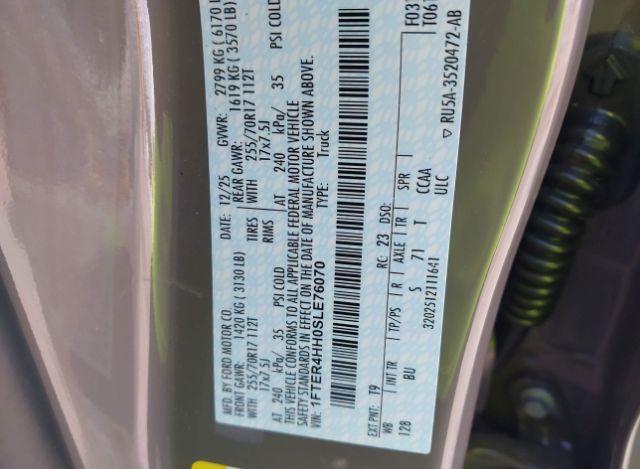 MFD. BY FORD MOTOR CO. DATE: 12/25 GVWR: 2799 KG ( 6170 L
FRONT GAWR: 1420 KG ( 3130 LB) REAR GAWR: 1619 KG ( 3570 LB)
WITH 255/70R17 112T TIRES WITH 255/70R17 112T
17x7.5J RIMS 17x7.5J
AT 240 kPa/ 35 PSI COLD AT 240 kPa/ 35 PSI COLD
THIS VEHICLE CONFORMS TO ALL APPLICABLE FEDERAL MOTOR VEHICLE
SAFETY STANDARDS IN EFFECT ON THE DATE OF MANUFACTURE SHOWN ABOVE.
VIN: 1FTER4HH0SLE76070 TYPE: Truck
F03
T061
EXT PNT: T9 RC: 23 DSO:
WB INT TR TP/PS R AXLE TR SPR
128 BU S 71 T CCAA
3202512111641 ULC
▽ RU5A-3520472-AB